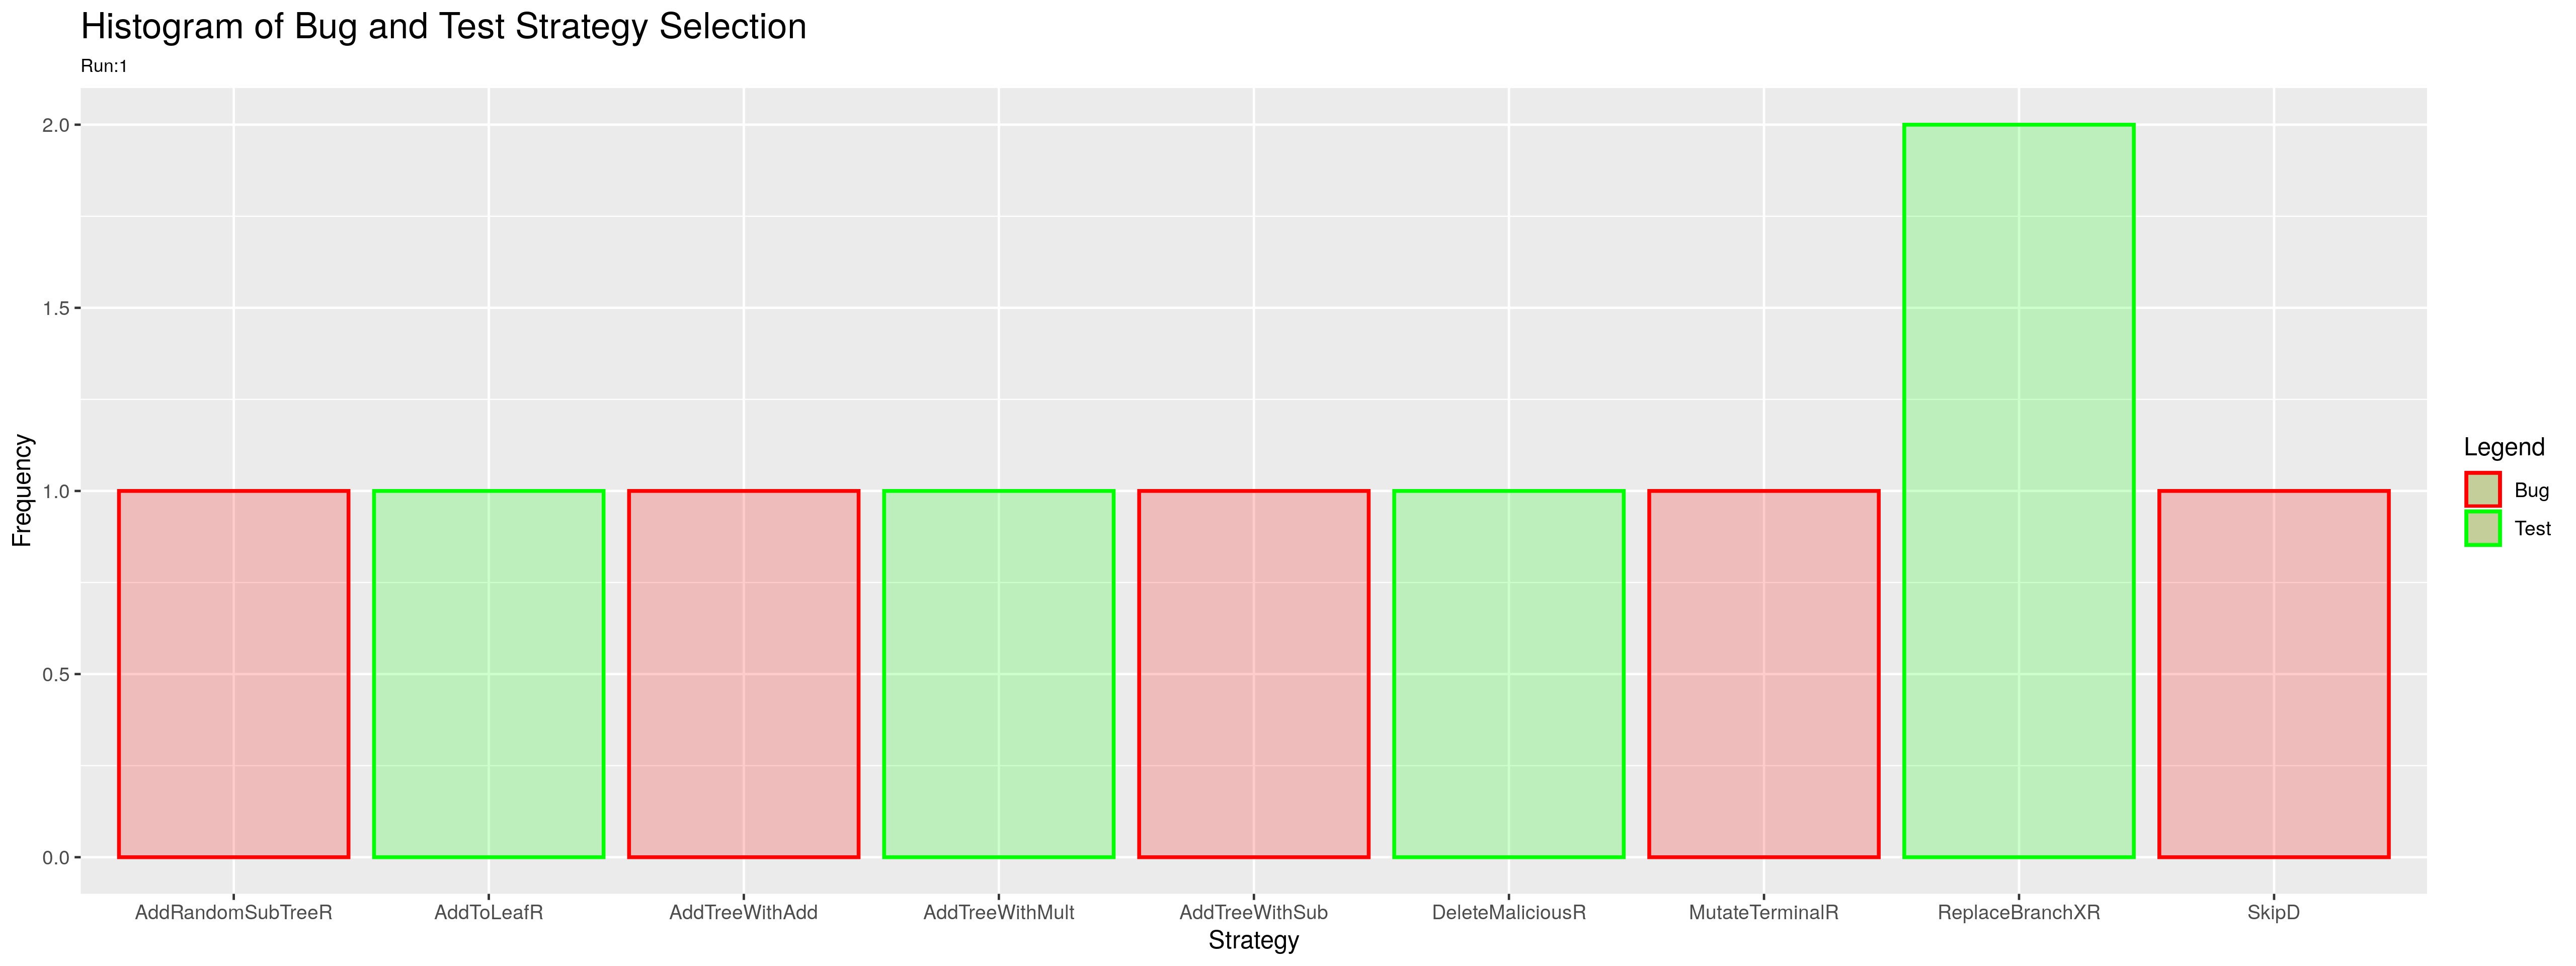 Histogram of Bug and Test Strategy Selection
Run:1
Frequency
2.0
1.5
1.0
0.5
0.0
AddRandomSubTreeR AddToLeafR AddTreeWithAdd AddTreeWithMult AddTreeWithSub DeleteMaliciousR MutateTerminalR ReplaceBranchXR SkipD
Strategy
Legend
Bug
Test